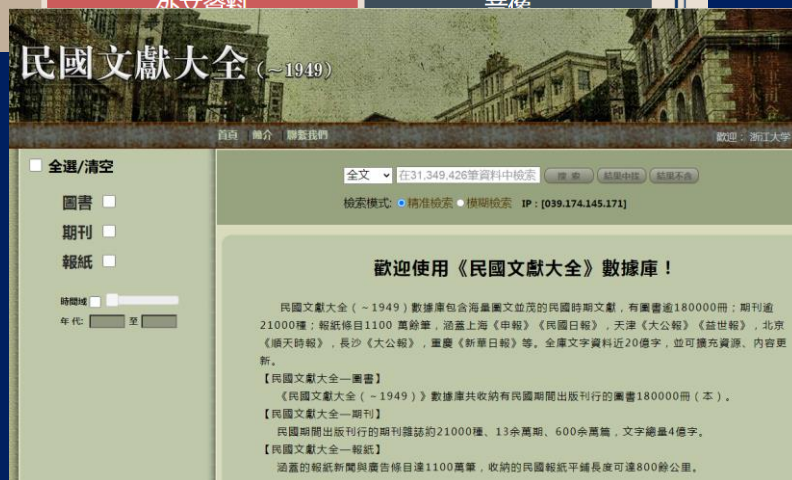 外文資料
音像
民國文獻大全(~1949)
首頁 簡介 聯繫我們
歡迎：浙江大学
全選/清空
圖書
期刊
報紙
時間域
年代: 至
全文 在31,349,426筆資料中檢索 搜索 結果中找 結果不含
檢索模式: 精准檢索 模糊檢索 IP：[039.174.145.171]
歡迎使用《民國文獻大全》數據庫！
民國文獻大全（～1949）數據庫包含海量圖文並茂的民國時期文獻，有圖書逾180000冊；期刊逾
21000種；報紙條目1100 萬餘筆，涵蓋上海《申報》《民國日報》，天津《大公報》《益世報》，北京
《順天時報》，長沙《大公報》，重慶《新華日報》等。全庫文字資料近20億字，並可擴充資源、內容更
新。
【民國文獻大全—圖書】
《民國文獻大全（~1949）》數據庫共收納有民國期間出版刊行的圖書180000冊（本）。
【民國文獻大全—期刊】
民國期間出版刊行的期刊雜誌約21000種、13余萬期、600余萬篇，文字總量4億字。
【民國文獻大全—報紙】
涵蓋的報紙新聞與廣告條目達1100萬筆，收納的民國報紙平鋪長度可達800餘公里。